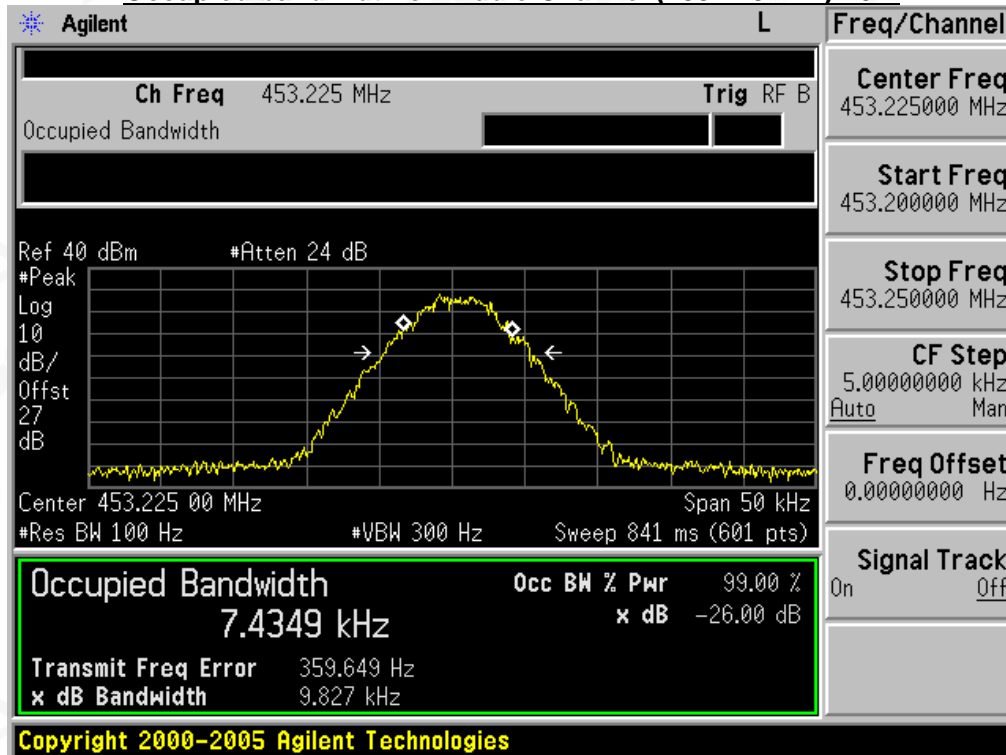 Agilent L Freq/Channel
Ch Freq 453.225 MHz Trig RF B
Occupied Bandwidth
Center Freq
453.225000 MHz
Start Freq
453.200000 MHz
Stop Freq
453.250000 MHz
CF Step
5.00000000 kHz
Auto Man
Freq Offset
0.00000000 Hz
Signal Track
On Off
Ref 40 dBm #Atten 24 dB
#Peak
Log
10
dB/
Offst
27
dB
Center 453.225 00 MHz Span 50 kHz
#Res BW 100 Hz #VBW 300 Hz Sweep 841 ms (601 pts)
Occupied Bandwidth Occ BW % Pwr 99.00 %
7.4349 kHz x dB -26.00 dB
Transmit Freq Error 359.649 Hz
x dB Bandwidth 9.827 kHz
Copyright 2000-2005 Agilent Technologies